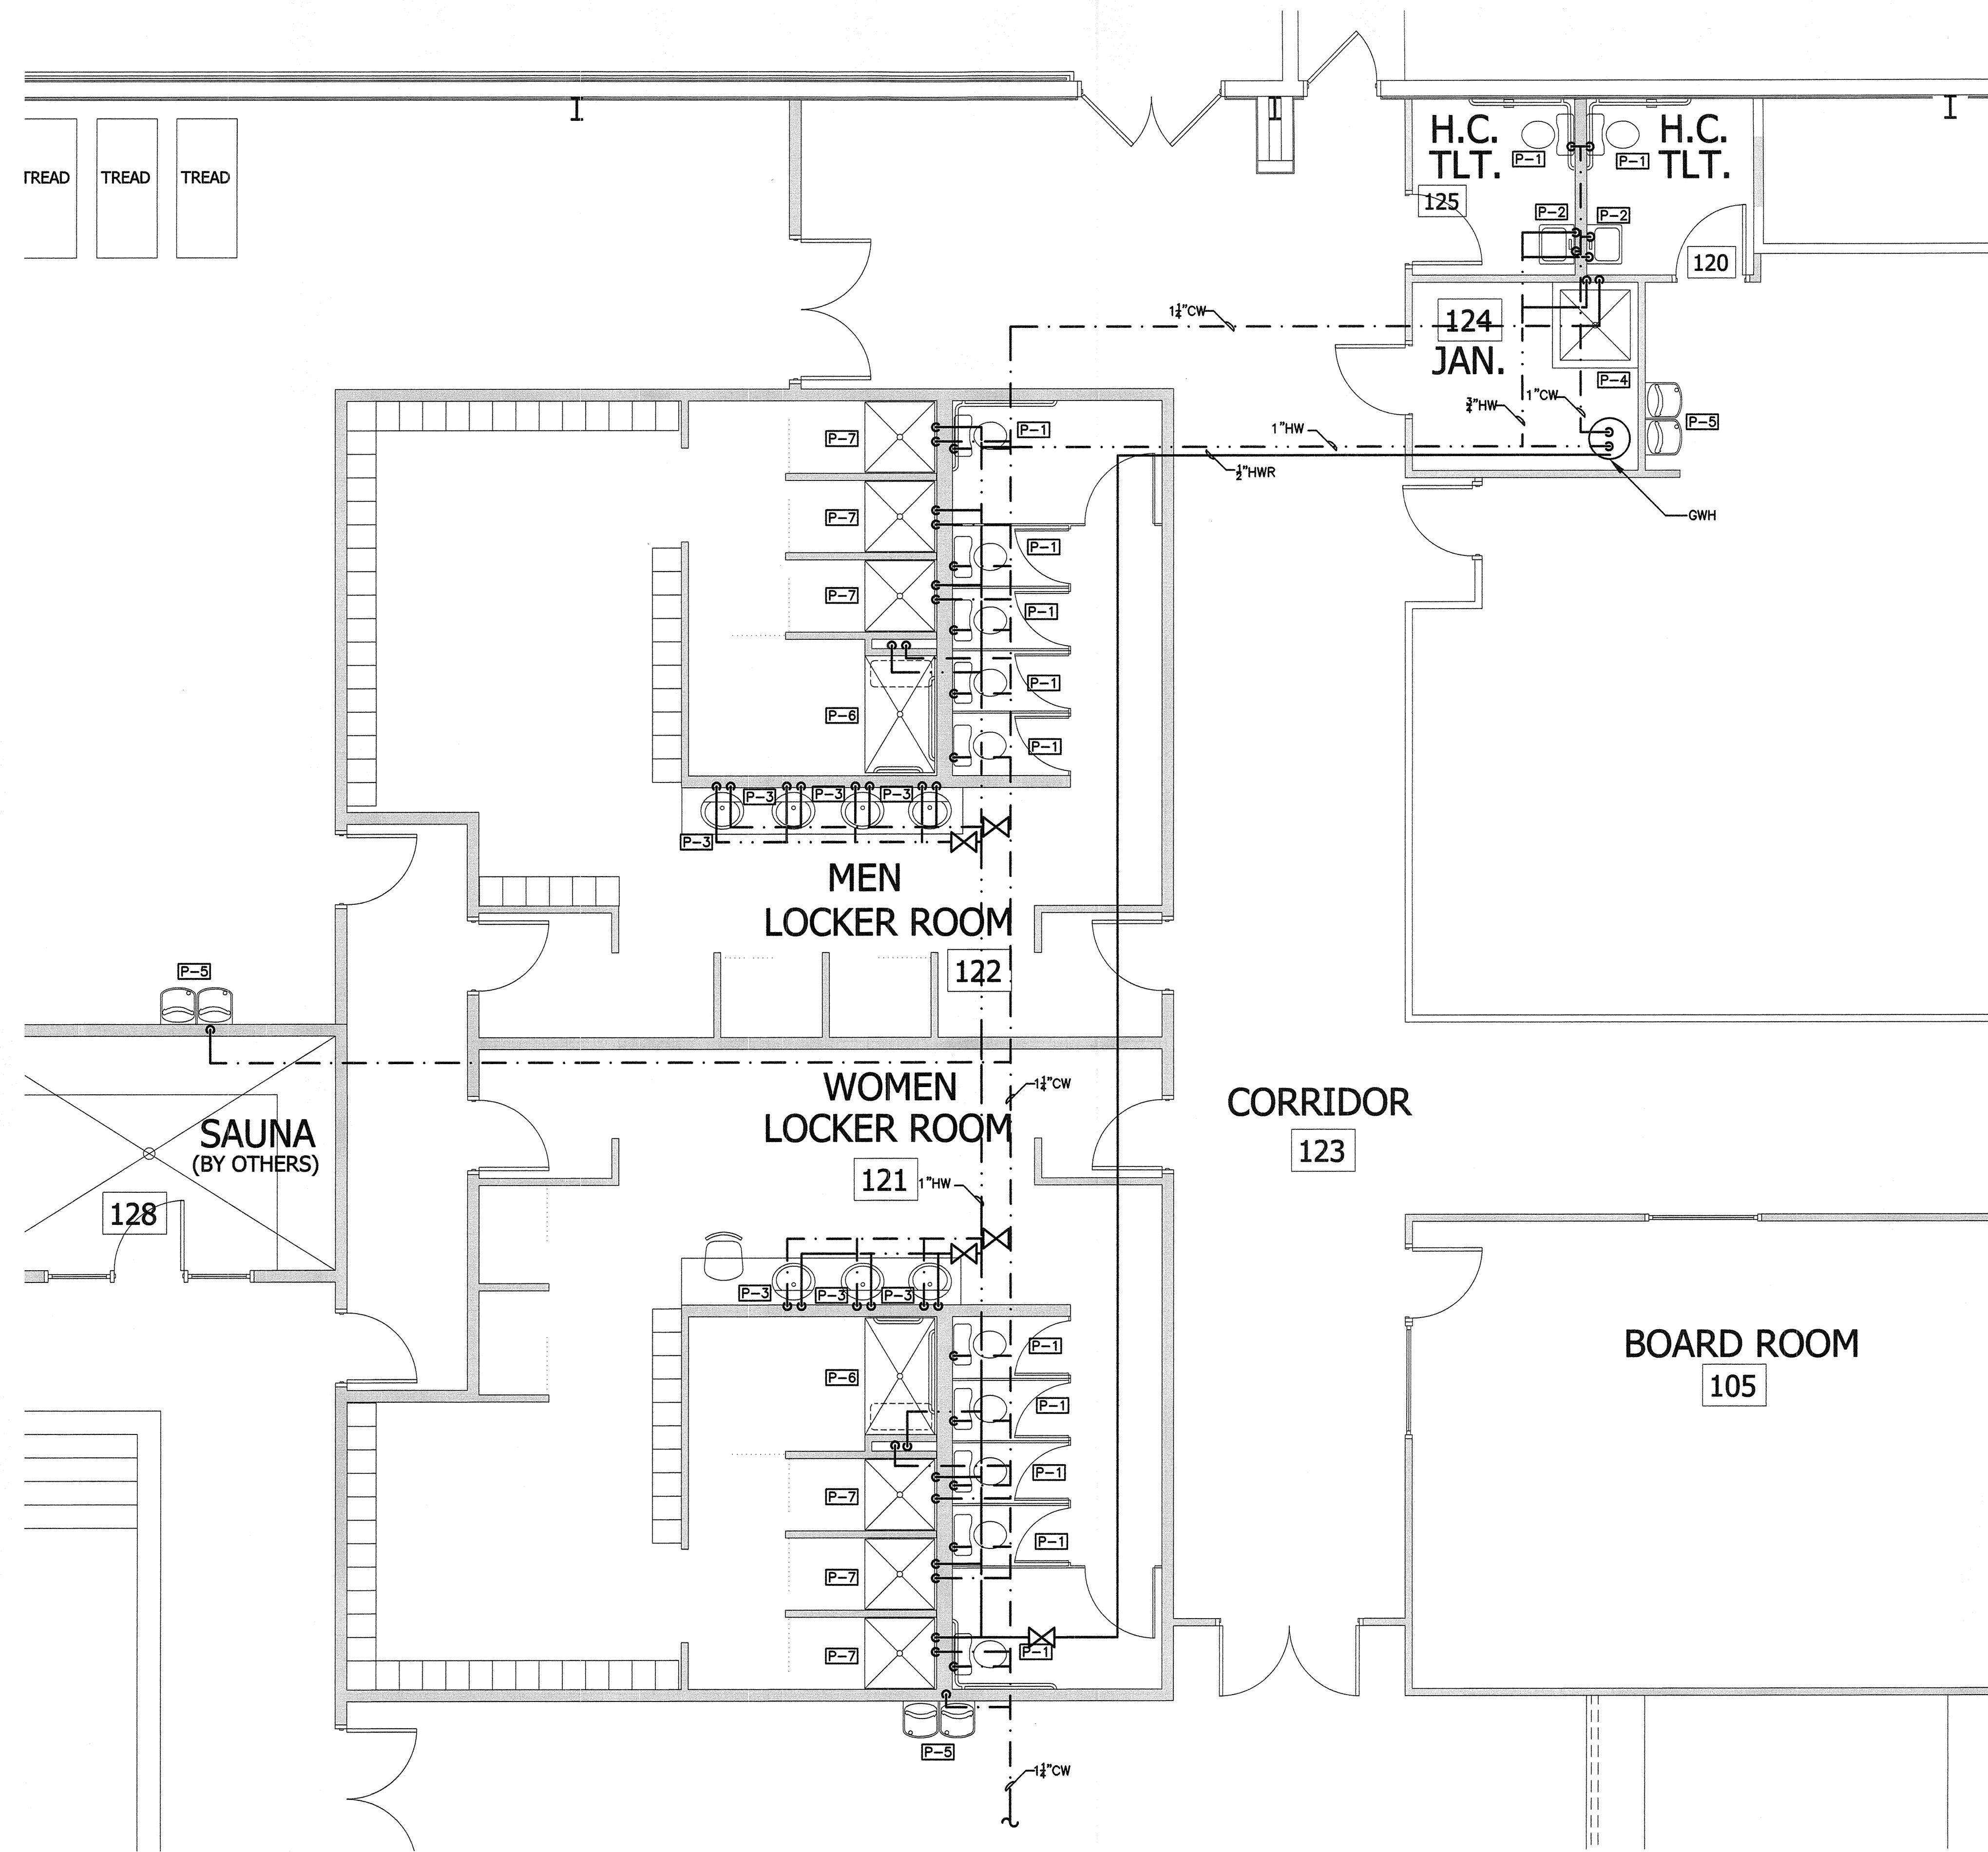 H.C.
TLT.
H.C.
TLT.
P-1
P-1
TREAD
TREAD
TREAD
125
P-2
P-2
120
1¼"CW
124
JAN.
P-4
¾"HW
1"CW
P-5
1"HW
½"HWR
GWH
P-7
P-1
P-7
P-1
P-7
P-1
P-1
P-6
P-1
P-3
P-3
P-3
P-3
MEN
LOCKER ROOM
122
P-5
WOMEN
LOCKER ROOM
1¼"CW
121
1"HW
CORRIDOR
123
SAUNA
(BY OTHERS)
128
P-3
P-3
P-3
P-1
P-6
P-1
P-1
P-7
P-1
P-7
P-7
P-1
BOARD ROOM
105
P-5
1¼"CW